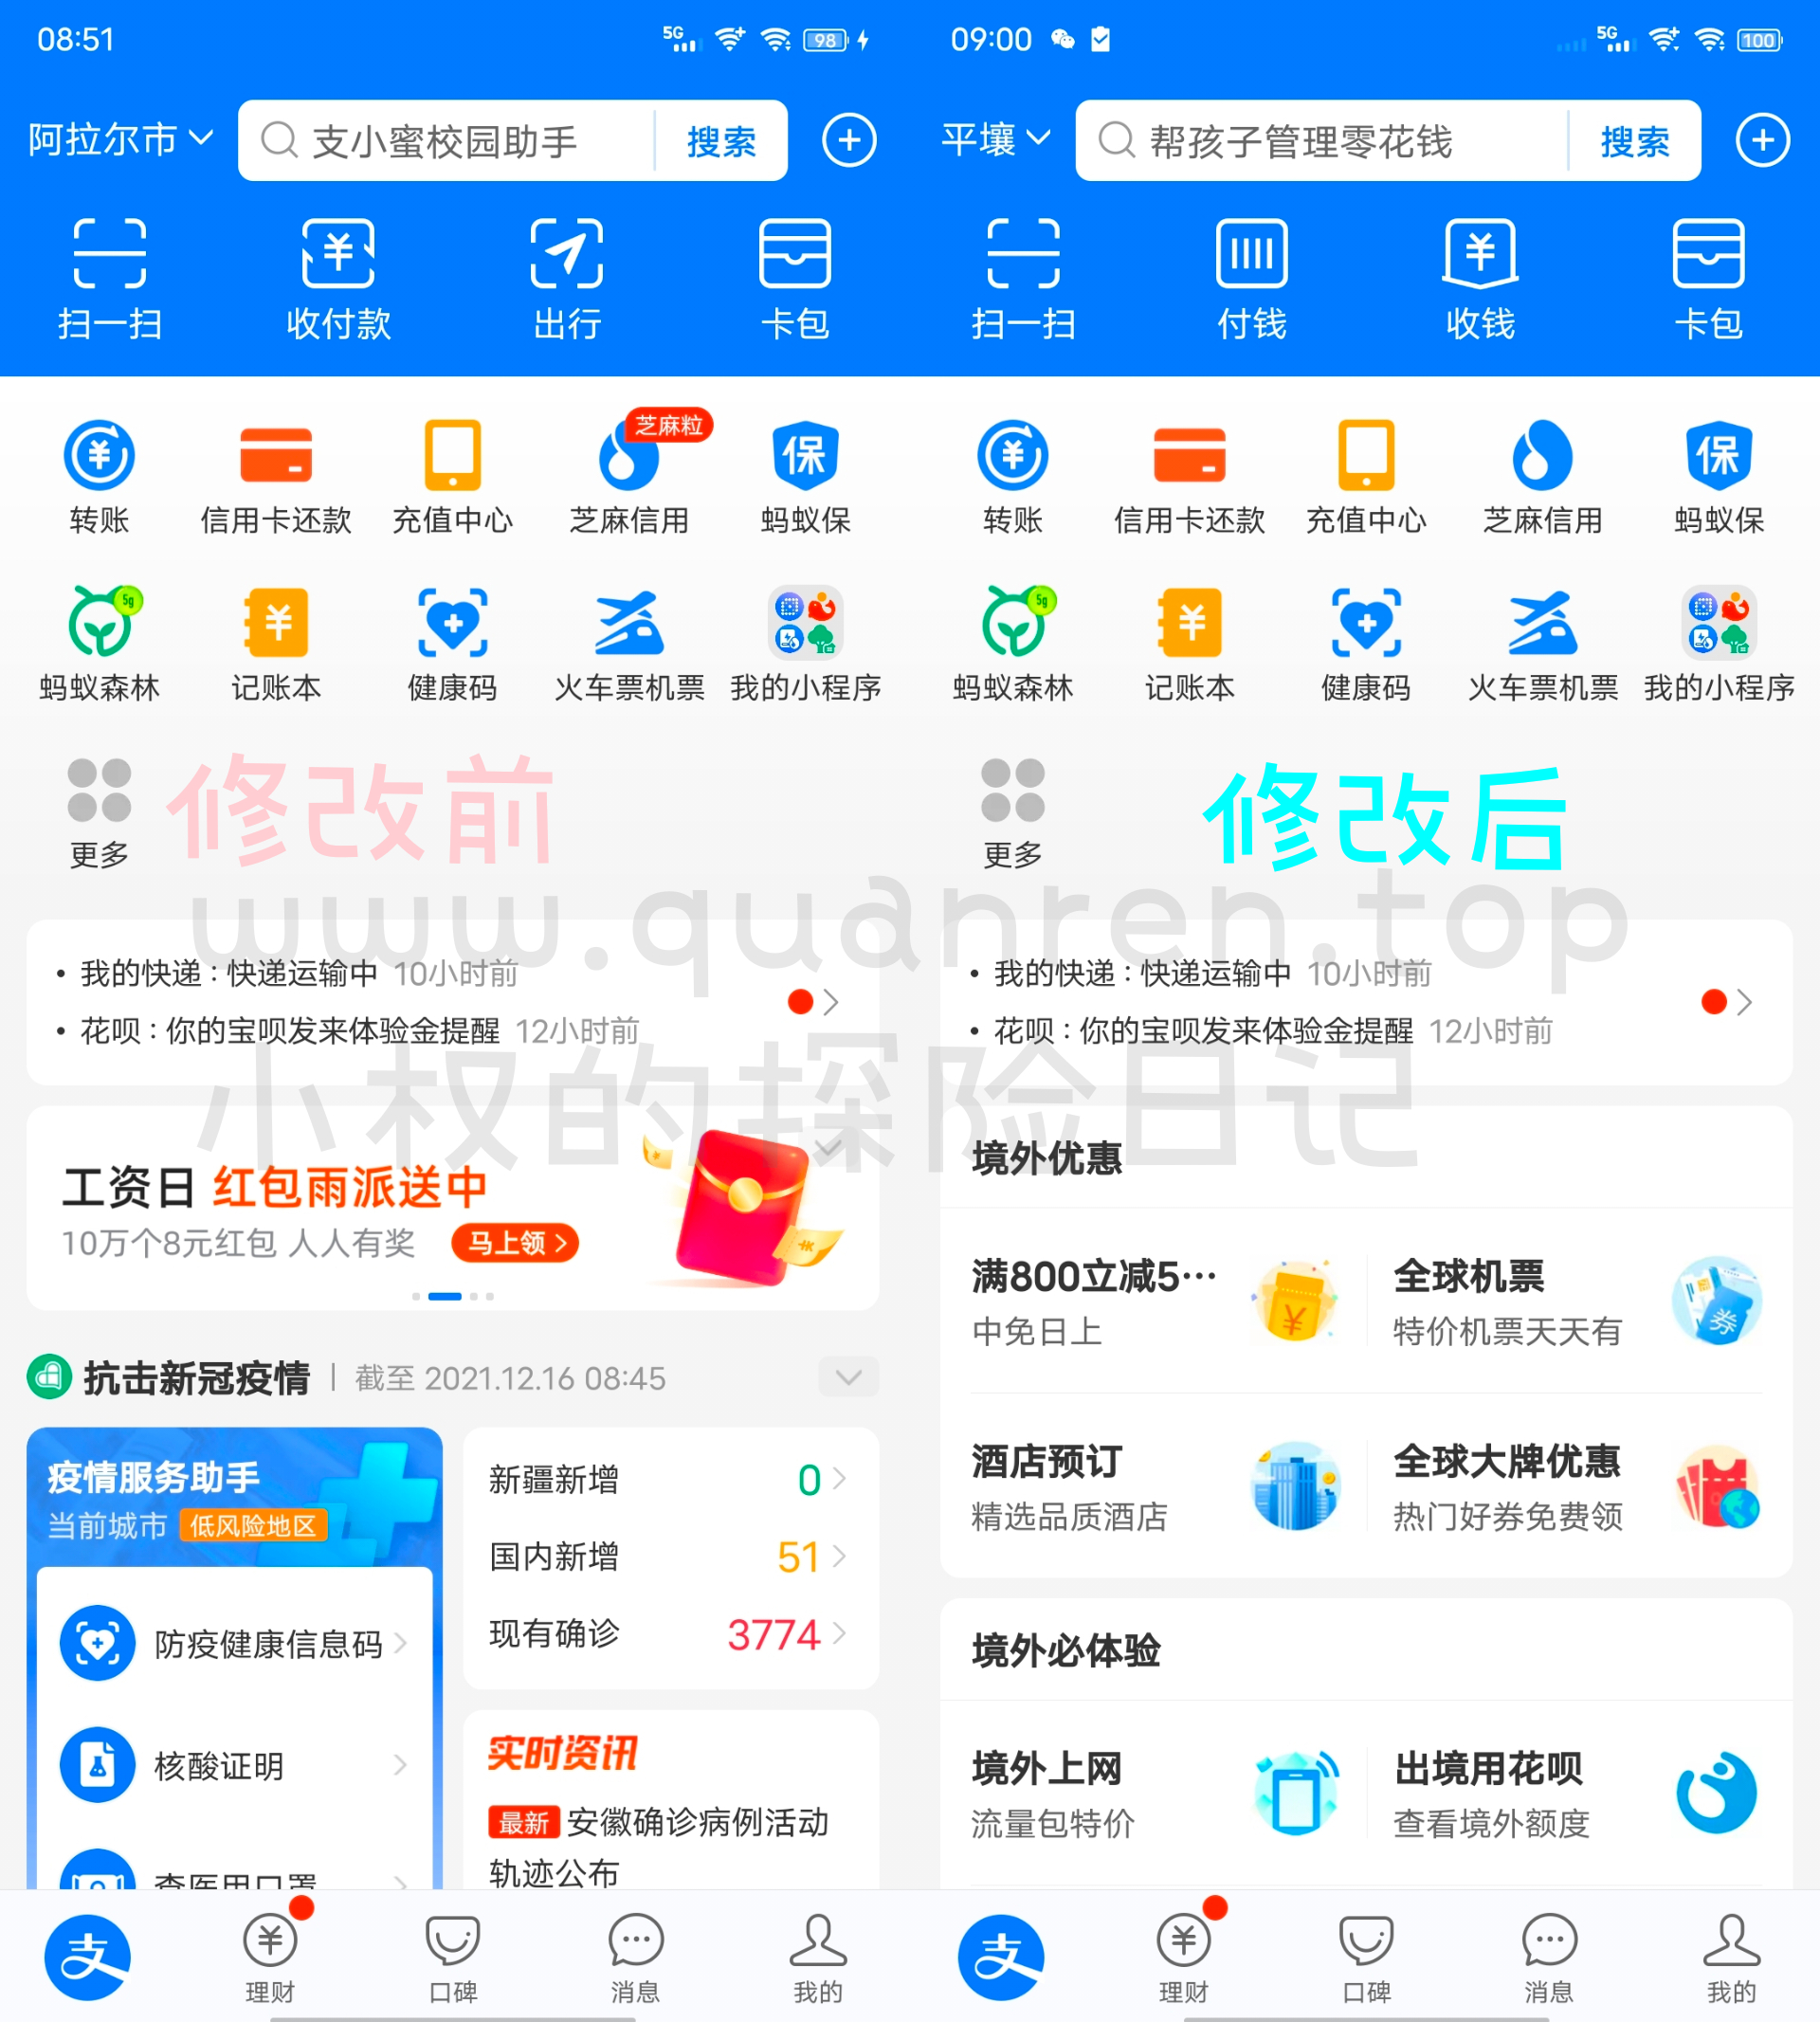 08:51
5G
98
阿拉尔市
支小蜜校园助手
搜索
扫一扫
收付款
出行
卡包
芝麻粒
保
转账
信用卡还款
充值中心
芝麻信用
蚂蚁保
5g
蚂蚁森林
记账本
健康码
火车票机票
我的小程序
更多
修改前
我的快递：快递运输中 10小时前
花呗：你的宝呗发来体验金提醒 12小时前
工资日 红包雨派送中
10万个8元红包 人人有奖
马上领 >
抗击新冠疫情 | 截至 2021.12.16 08:45
疫情服务助手
当前城市 低风险地区
防疫健康信息码
核酸证明
查医用口罩
新疆新增 0
国内新增 51
现有确诊 3774
实时资讯
最新 安徽确诊病例活动
轨迹公布
支
理财
口碑
消息
我的
09:00
5G
100
平壤
帮孩子管理零花钱
搜索
扫一扫
付钱
收钱
卡包
保
转账
信用卡还款
充值中心
芝麻信用
蚂蚁保
5g
蚂蚁森林
记账本
健康码
火车票机票
我的小程序
更多
修改后
我的快递：快递运输中 10小时前
花呗：你的宝呗发来体验金提醒 12小时前
境外优惠
满800立减5…
中免日上
全球机票
特价机票天天有
券
酒店预订
精选品质酒店
全球大牌优惠
热门好券免费领
境外必体验
境外上网
流量包特价
出境用花呗
查看境外额度
支
理财
口碑
消息
我的
www.quanren.top
小权的探险日记